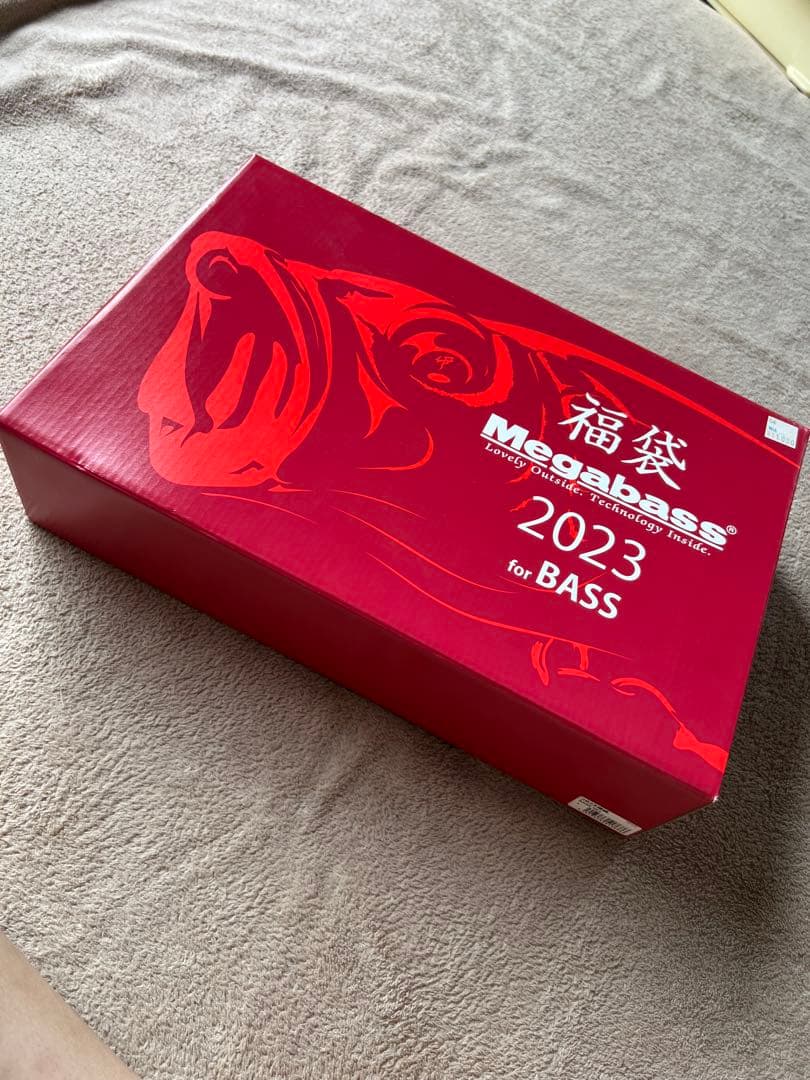 福袋
Megabass®
Lovely Outside. Technology Inside.
2023
for BASS